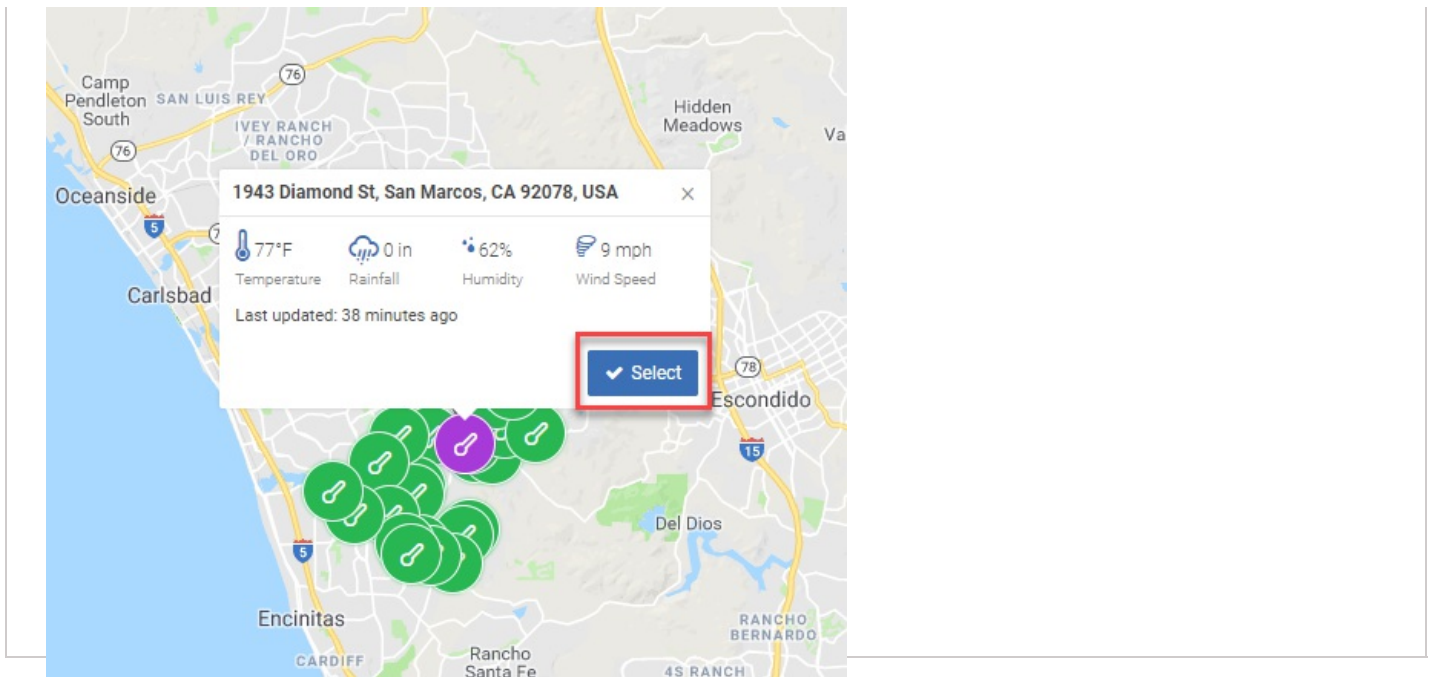 76
Camp
Pendleton
South
SAN LUIS REY
Hidden
Meadows
Va
IVEY RANCH
/ RANCHO
DEL ORO
76
Oceanside
5
1943 Diamond St, San Marcos, CA 92078, USA ×
77°F 0 in 62% 9 mph
Temperature Rainfall Humidity Wind Speed
Carlsbad
Last updated: 38 minutes ago
Select
78
Escondido
15
Del Dios
5
Encinitas
RANCHO
BERNARDO
CARDIFF
Rancho
Santa Fe
4S RANCH